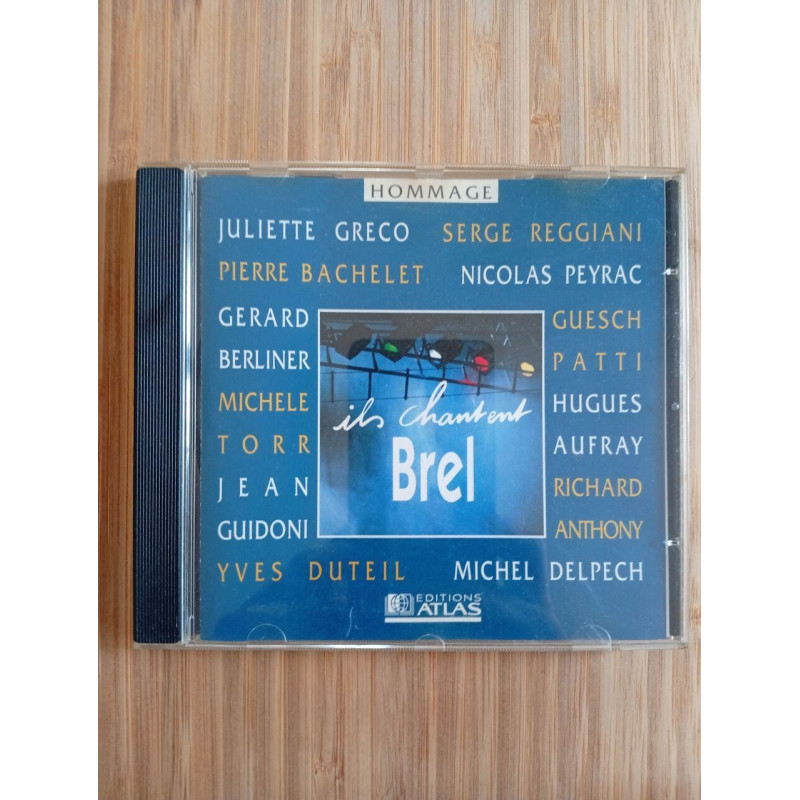 HOMMAGE
JULIETTE GRECO SERGE REGGIANI
PIERRE BACHELET NICOLAS PEYRAC
GERARD
BERLINER
MICHELE
TORR
JEAN
GUIDONI
ils chantent
Brel
GUESCH
PATTI
HUGUES
AUFRAY
RICHARD
ANTHONY
YVES DUTEIL MICHEL DELPECH
EDITIONS
ATLAS